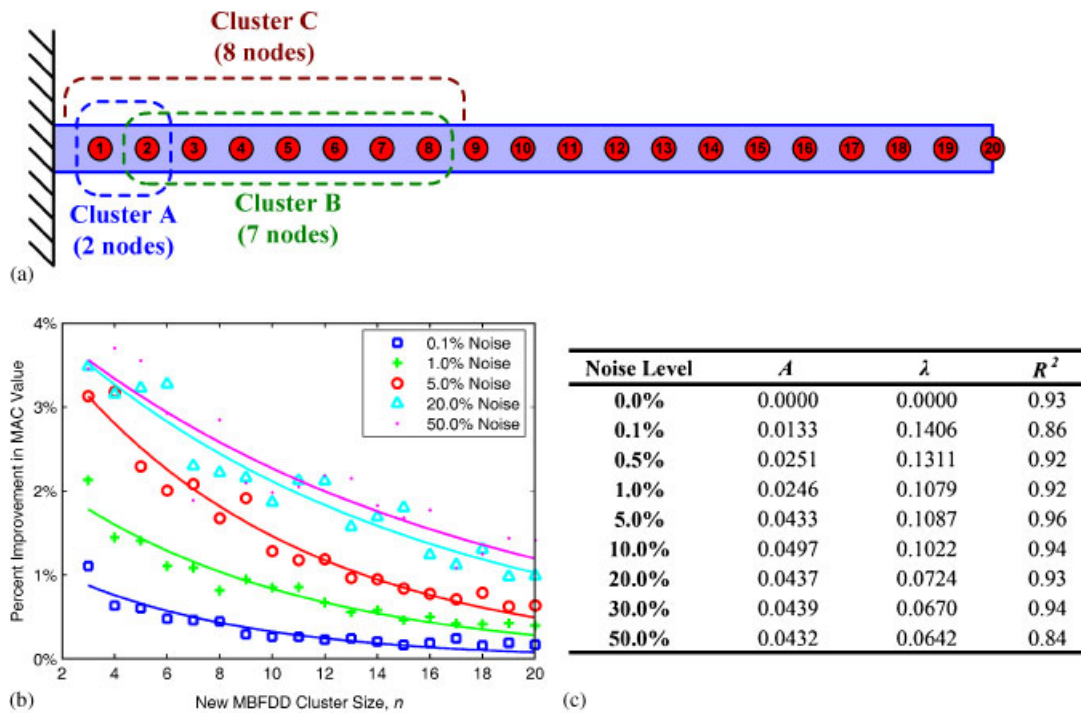 Cluster C
(8 nodes)
1 2 3 4 5 6 7 8 9 10 11 12 13 14 15 16 17 18 19 20
Cluster A
(2 nodes)
Cluster B
(7 nodes)
(a)
4%
3%
2%
1%
0%
Percent Improvement in MAC Value
0.1% Noise
1.0% Noise
5.0% Noise
20.0% Noise
50.0% Noise
2 4 6 8 10 12 14 16 18 20
New MBFDD Cluster Size, n
(b)
Noise Level A λ R²
0.0% 0.0000 0.0000 0.93
0.1% 0.0133 0.1406 0.86
0.5% 0.0251 0.1311 0.92
1.0% 0.0246 0.1079 0.92
5.0% 0.0433 0.1087 0.96
10.0% 0.0497 0.1022 0.94
20.0% 0.0437 0.0724 0.93
30.0% 0.0439 0.0670 0.94
50.0% 0.0432 0.0642 0.84
(c)